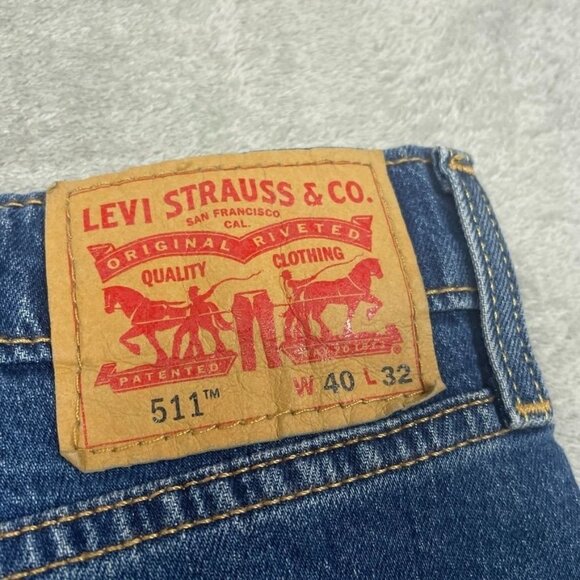 LEVI STRAUSS & CO.
SAN FRANCISCO
CAL.
ORIGINAL RIVETED
QUALITY CLOTHING
PATENTED
511™ W 40 L 32